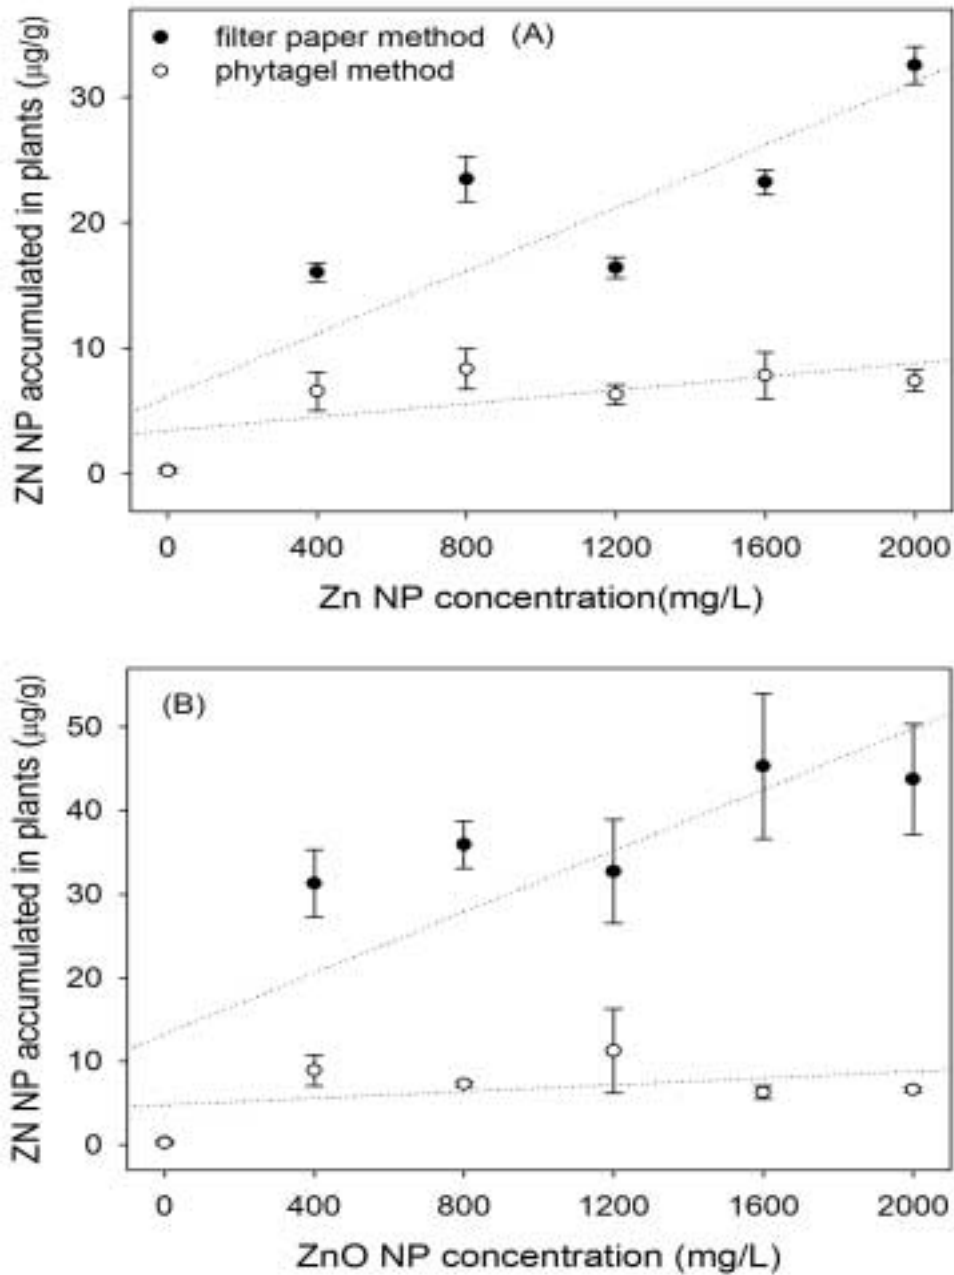 filter paper method (A)
phytagel method
ZN NP accumulated in plants (µg/g)
30
20
10
0
0 400 800 1200 1600 2000
Zn NP concentration(mg/L)
(B)
ZN NP accumulated in plants (µg/g)
50
40
30
20
10
0
0 400 800 1200 1600 2000
ZnO NP concentration (mg/L)